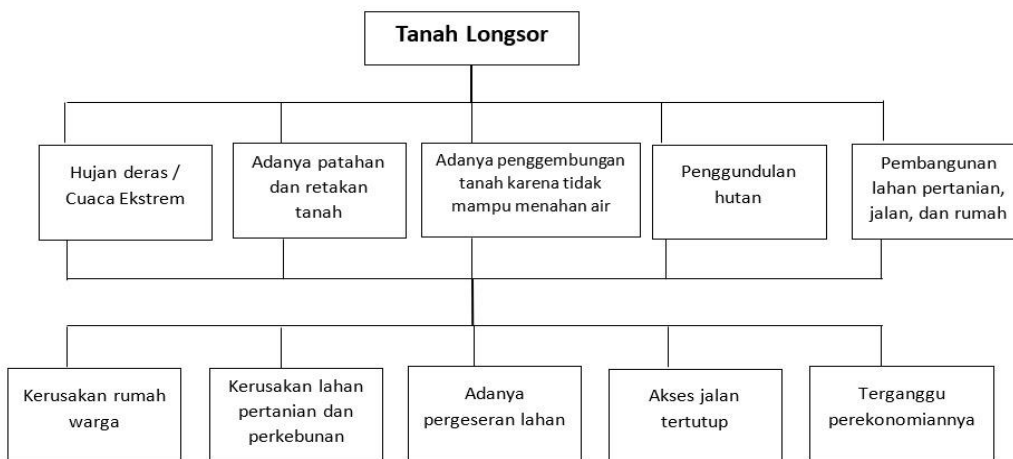 Tanah Longsor
Hujan deras /
Cuaca Ekstrem
Adanya patahan
dan retakan
tanah
Adanya penggembungan
tanah karena tidak
mampu menahan air
Penggundulan
hutan
Pembangunan
lahan pertanian,
jalan, dan rumah
Kerusakan rumah
warga
Kerusakan lahan
pertanian dan
perkebunan
Adanya
pergeseran lahan
Akses jalan
tertutup
Terganggu
perekonomiannya